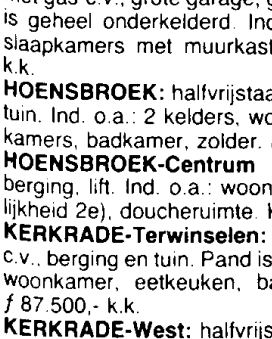 gas c.v., grote garage,
is geheel onderkelderd. Ind
slaapkamers met muurkast
k.k.
HOENSBROEK: halfvrijstaa
tuin. Ind. o.a.: 2 kelders, wo
kamers, badkamer, zolder.
HOENSBROEK-Centrum
berging, lift. Ind. o.a.: woon
lijkheid 2e), doucheruimte. K
KERKRADE-Terwinselen:
c.v., berging en tuin. Pand is
woonkamer, eetkeuken, ba
ƒ 87.500,- k.k.
KERKRADE-West: halfvrijs